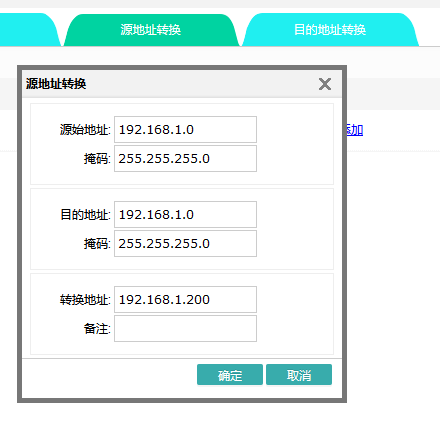 源地址转换
目的地址转换
源地址转换
添加
源始地址: 192.168.1.0
掩码: 255.255.255.0
目的地址: 192.168.1.0
掩码: 255.255.255.0
转换地址: 192.168.1.200
备注:
确定
取消